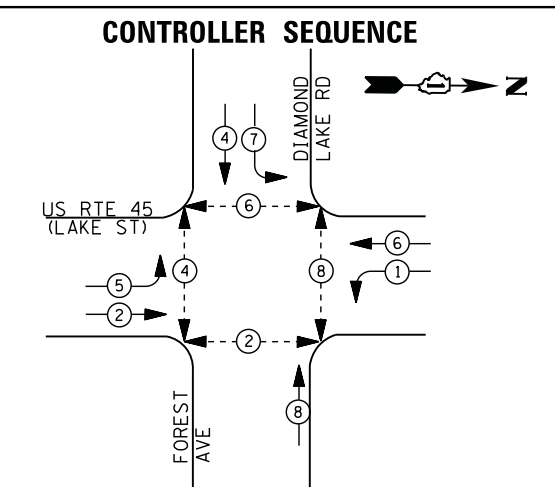 CONTROLLER SEQUENCE
DIAMOND
LAKE RD
N
1
4
7
US RTE 45
(LAKE ST)
6
6
5
4
8
1
2
2
8
FOREST
AVE